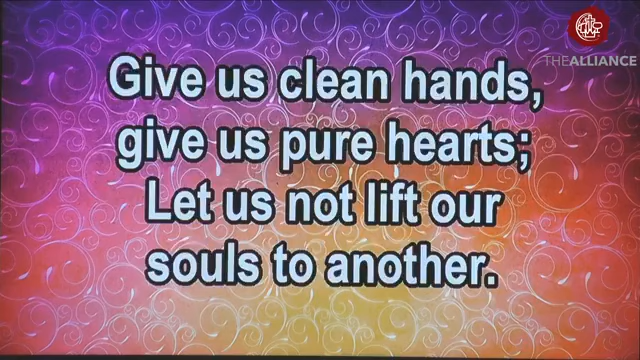 THEALLIANCE
Give us clean hands,
give us pure hearts;
Let us not lift our
souls to another.